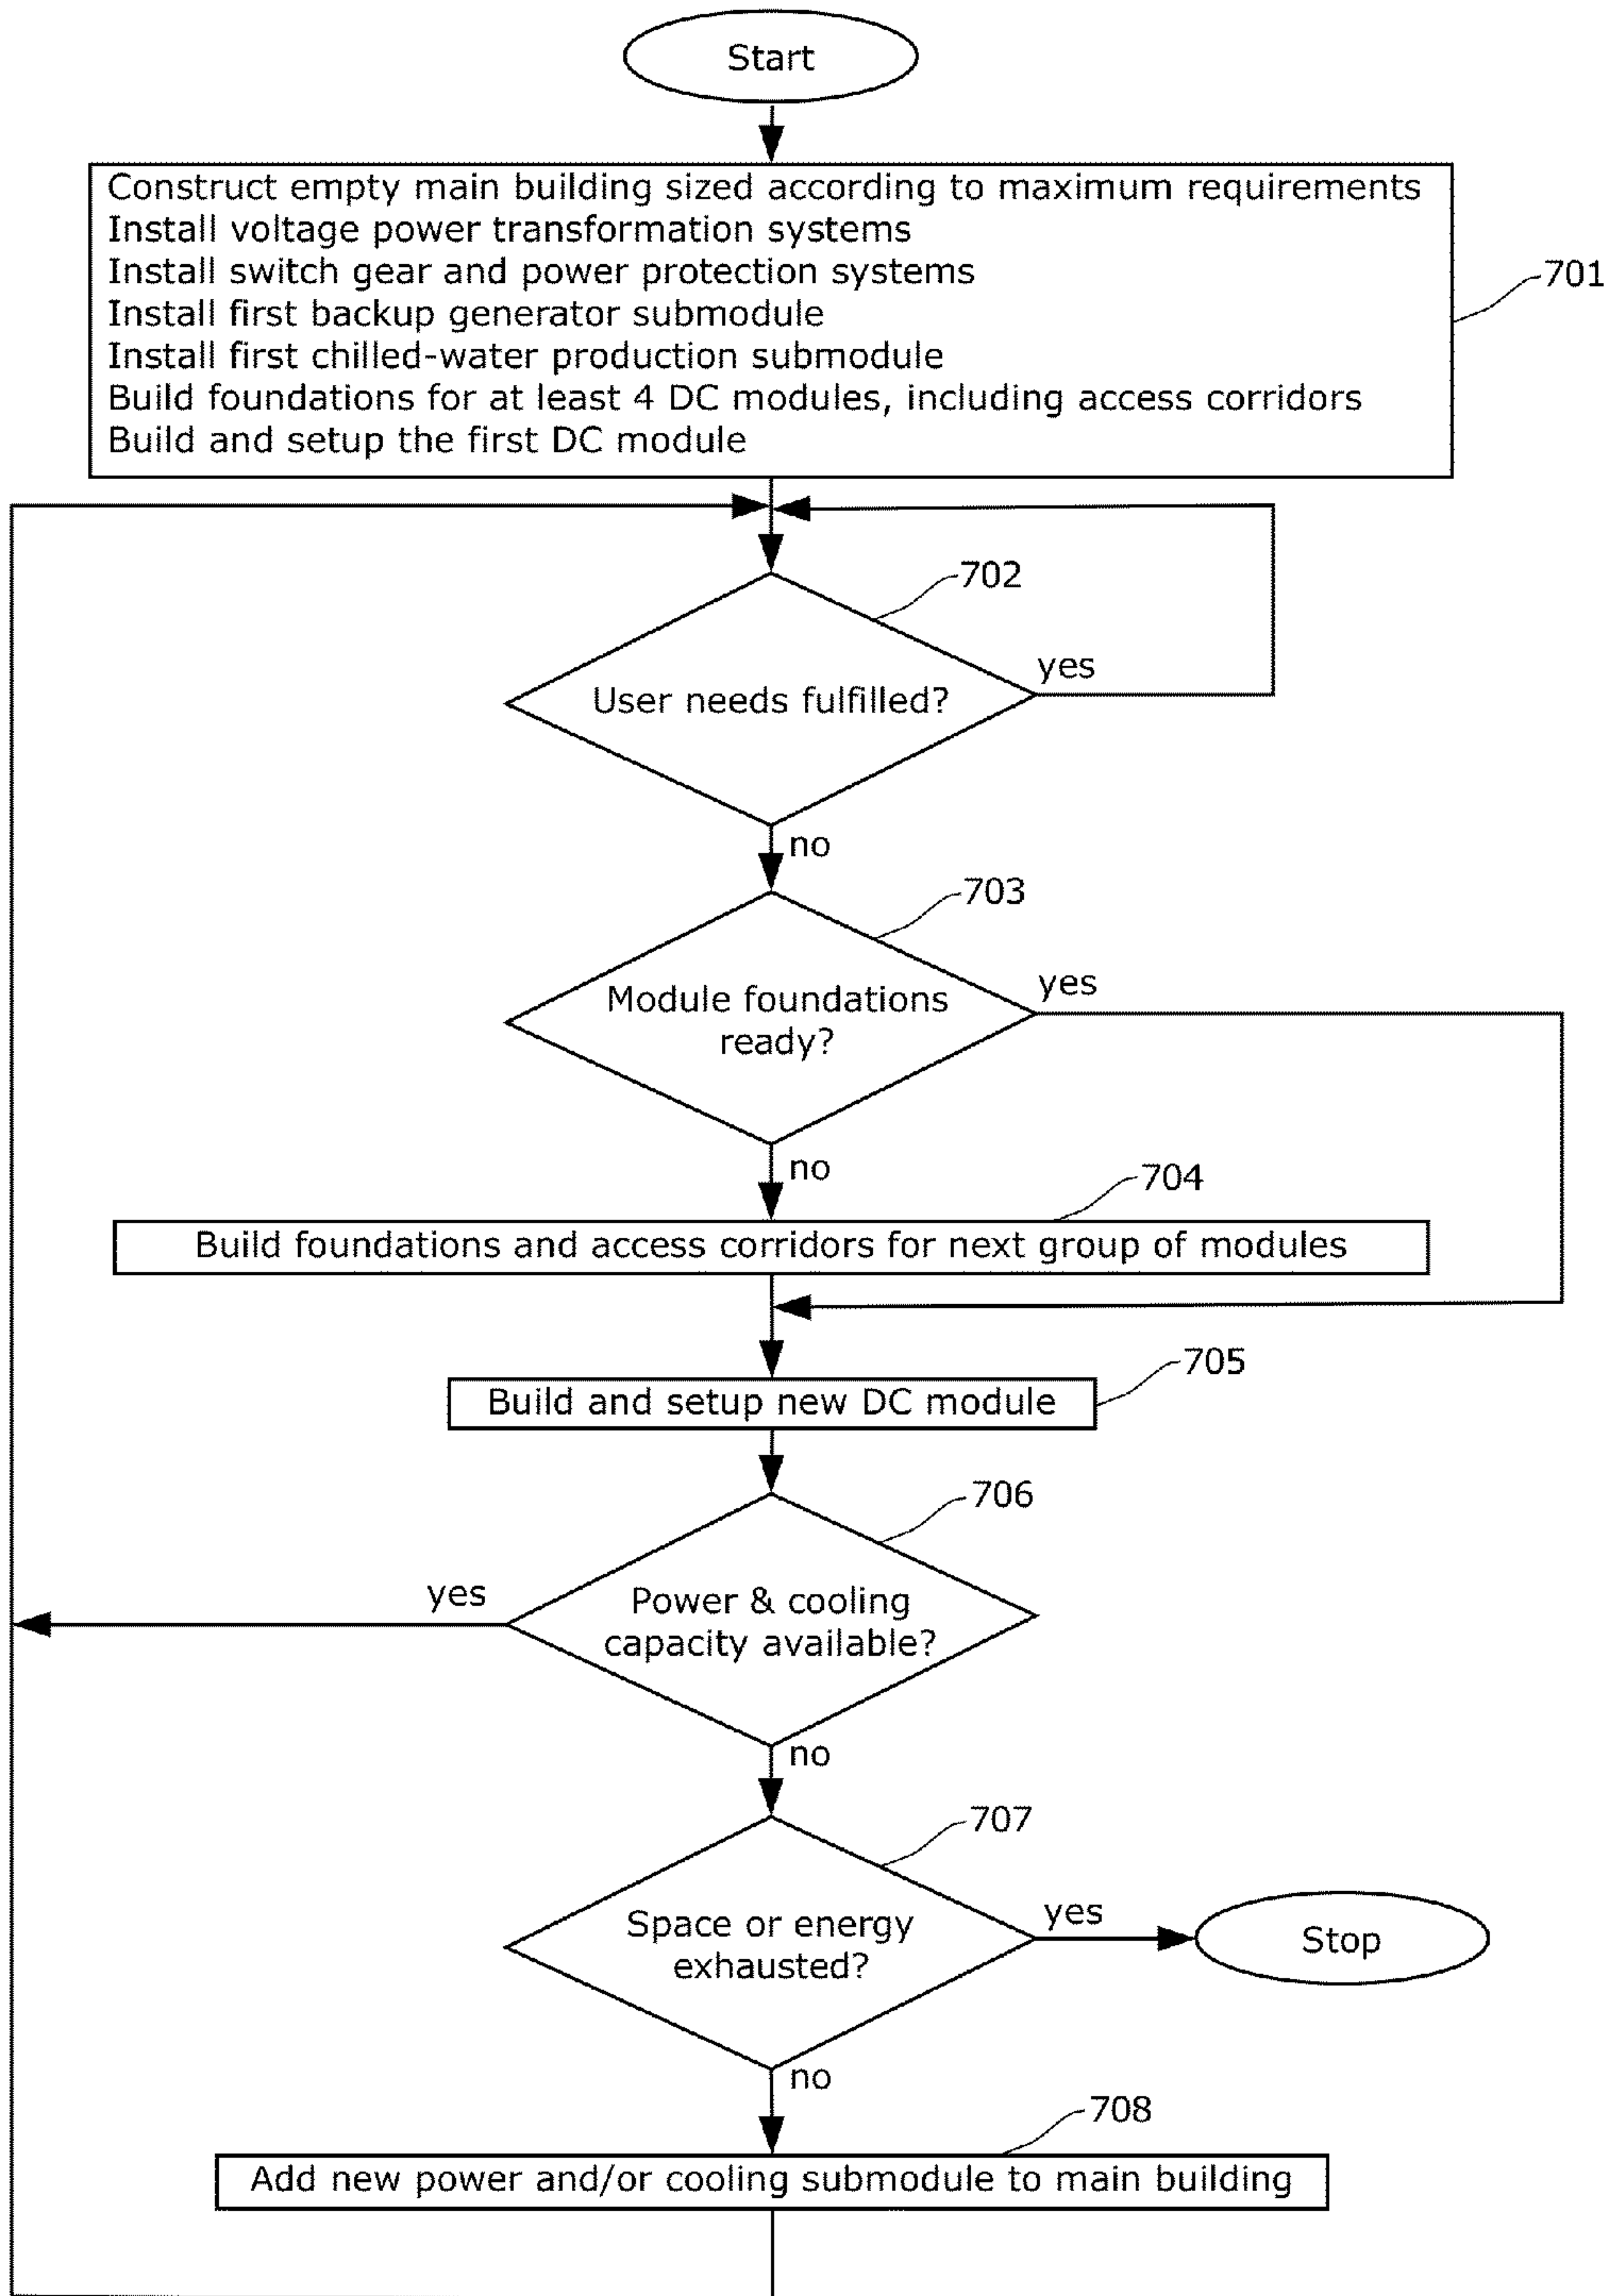 Start
Construct empty main building sized according to maximum requirements
Install voltage power transformation systems
Install switch gear and power protection systems
Install first backup generator submodule
Install first chilled-water production submodule
Build foundations for at least 4 DC modules, including access corridors
Build and setup the first DC module
701
702
User needs fulfilled?
yes
no
703
Module foundations
ready?
yes
no
704
Build foundations and access corridors for next group of modules
705
Build and setup new DC module
706
Power & cooling
capacity available?
yes
no
707
Space or energy
exhausted?
yes
Stop
no
708
Add new power and/or cooling submodule to main building